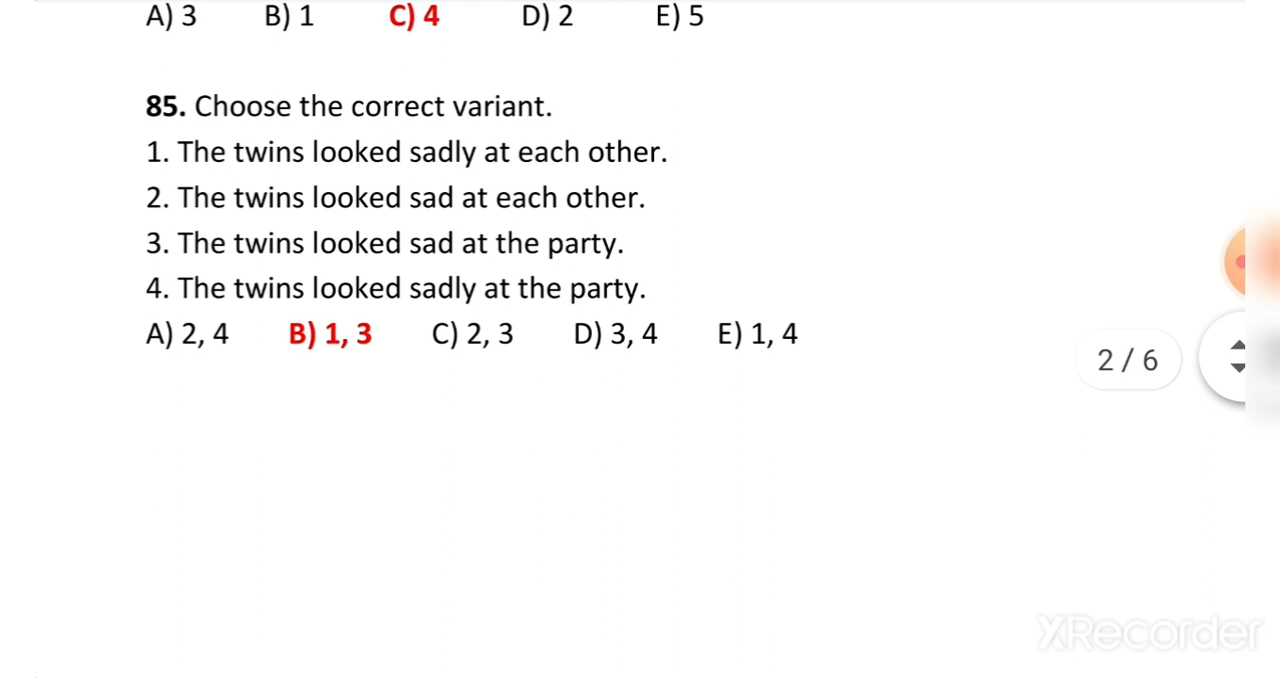 A) 3 B) 1 C) 4 D) 2 E) 5
85. Choose the correct variant.
1. The twins looked sadly at each other.
2. The twins looked sad at each other.
3. The twins looked sad at the party.
4. The twins looked sadly at the party.
A) 2, 4 B) 1, 3 C) 2, 3 D) 3, 4 E) 1, 4
2 / 6
XRecorder